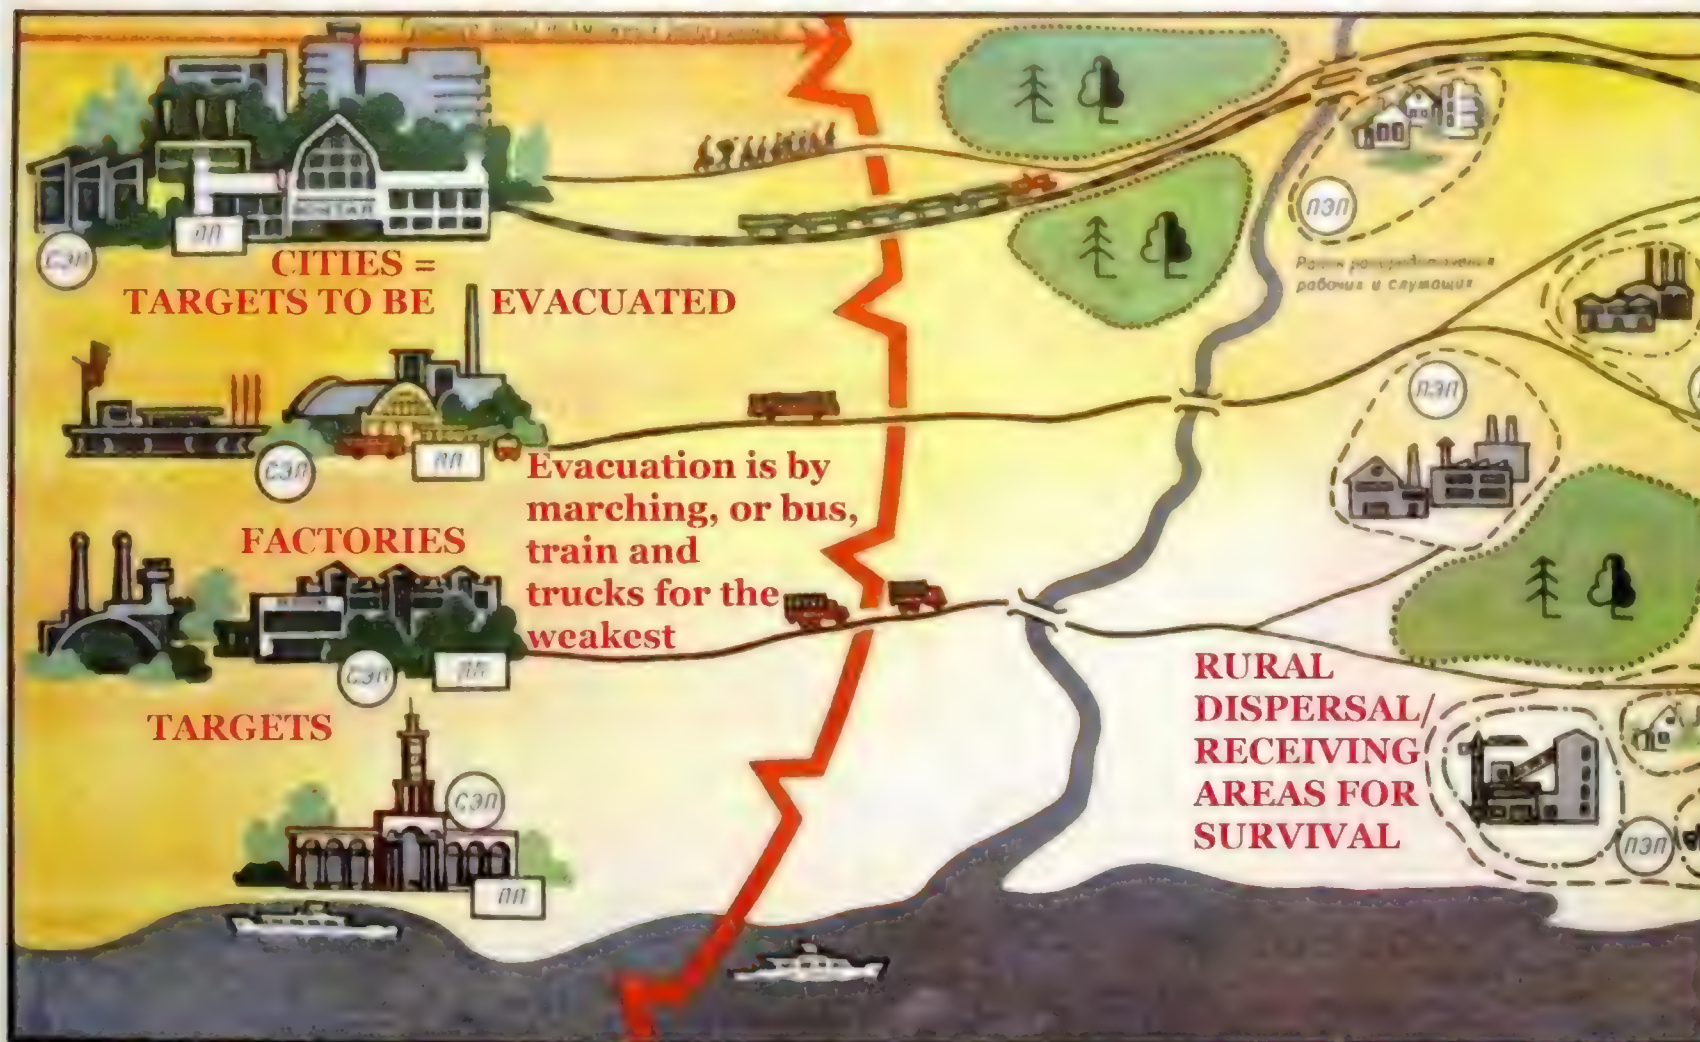 ВОКЗАЛ
СЭП
ПП
ПЭП
рабочих и служащих
CITIES =
TARGETS TO BE EVACUATED
ПЭП
СЭП
ПП
Evacuation is by
marching, or bus,
train and
trucks for the
weakest
FACTORIES
СЭП
ПП
TARGETS
RURAL
DISPERSAL/
RECEIVING
AREAS FOR
SURVIVAL
СЭП
ПП
ПЭП